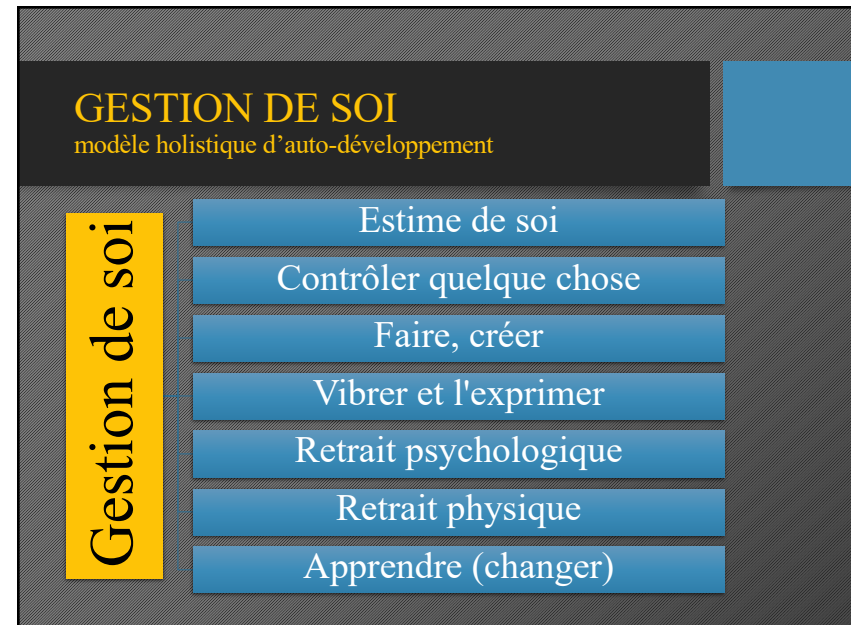 GESTION DE SOI
modèle holistique d’auto-développement
Gestion de soi
Estime de soi
Contrôler quelque chose
Faire, créer
Vibrer et l'exprimer
Retrait psychologique
Retrait physique
Apprendre (changer)